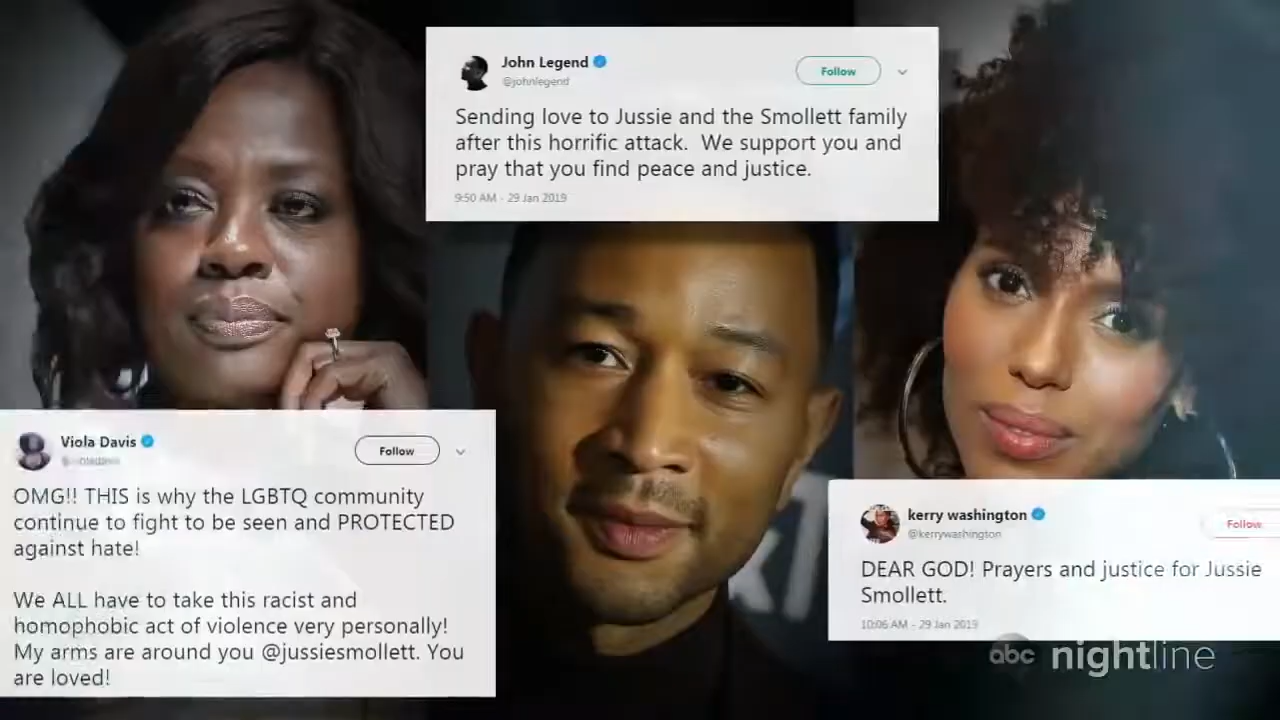 John Legend
@johnlegend
Follow
Sending love to Jussie and the Smollett family
after this horrific attack. We support you and
pray that you find peace and justice.
9:50 AM - 29 Jan 2019
Viola Davis
Follow
OMG!! THIS is why the LGBTQ community
continue to fight to be seen and PROTECTED
against hate!
We ALL have to take this racist and
homophobic act of violence very personally!
My arms are around you @jussiesmollett. You
are loved!
kerry washington
@kerrywashington
Follow
DEAR GOD! Prayers and justice for Jussie
Smollett.
10:06 AM - 29 Jan 2019
abc nightline